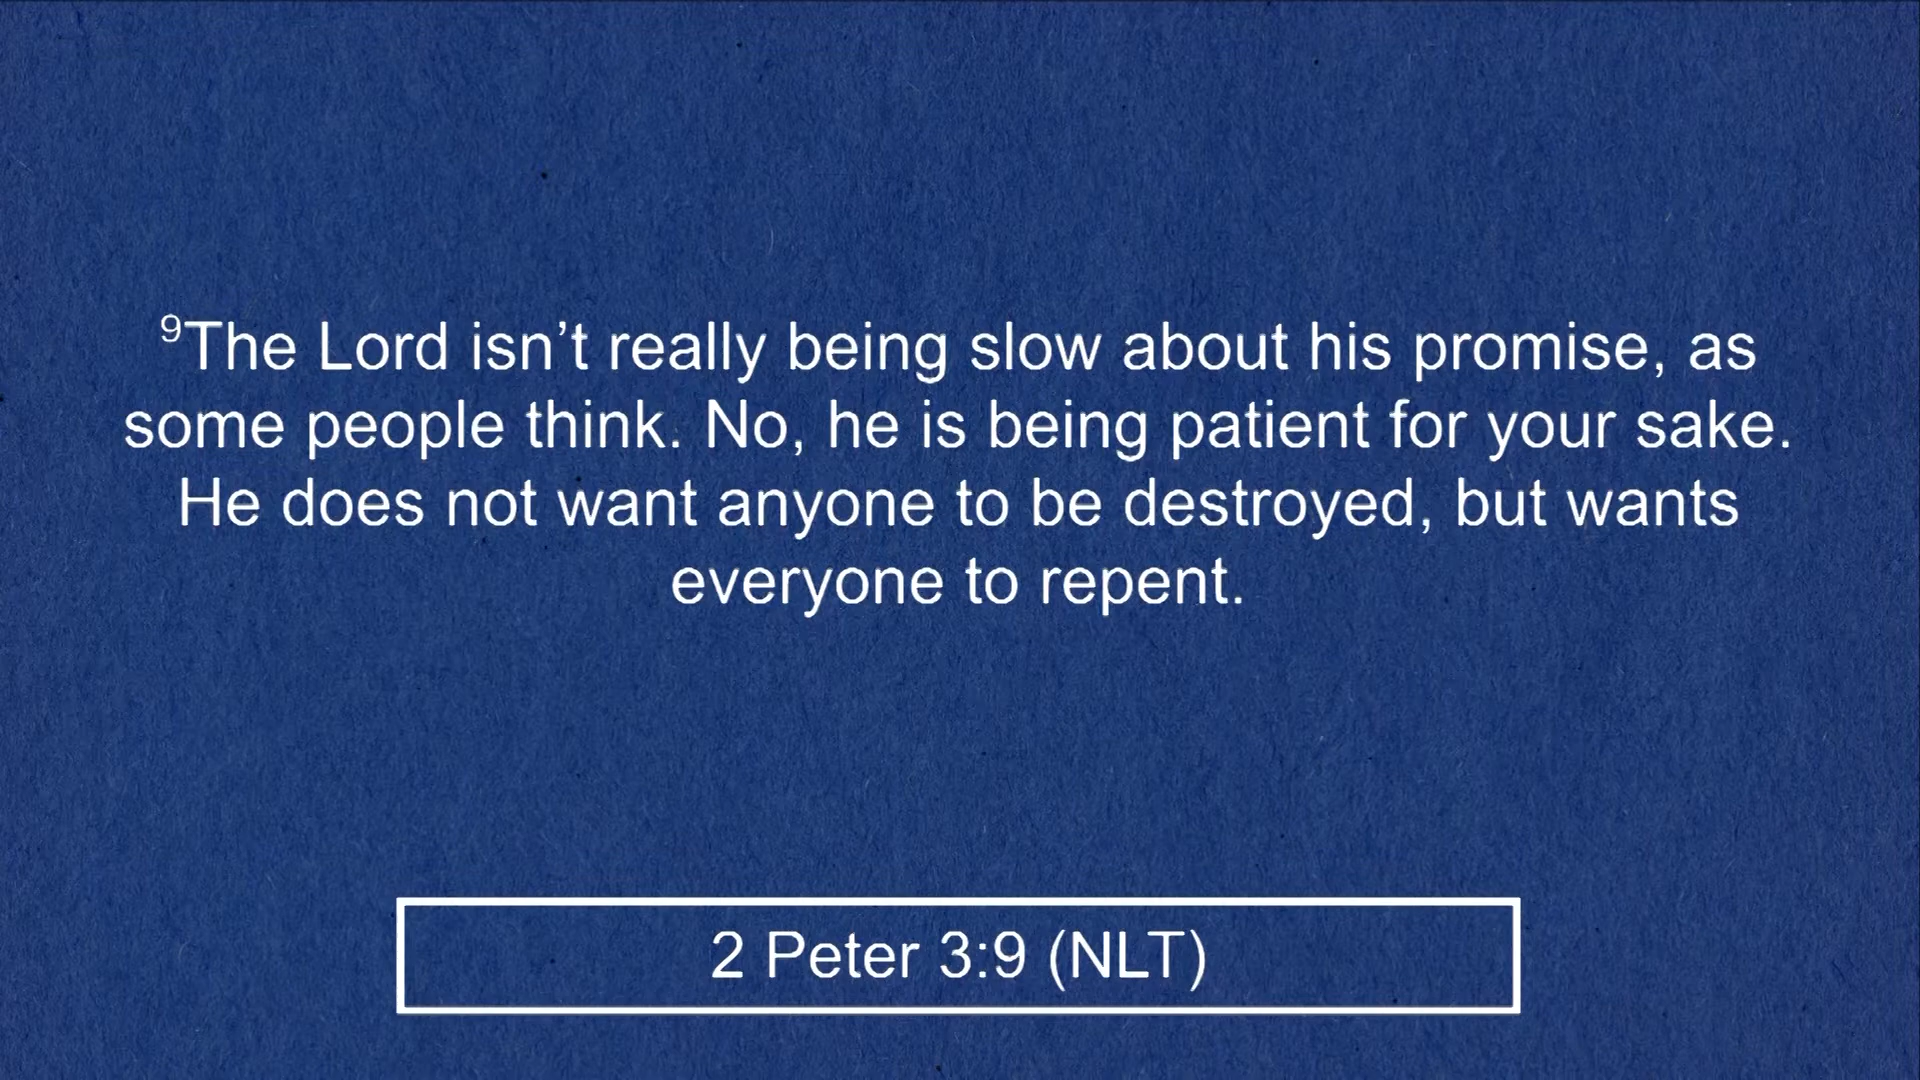 ⁹The Lord isn’t really being slow about his promise, as
some people think. No, he is being patient for your sake.
He does not want anyone to be destroyed, but wants
everyone to repent.
2 Peter 3:9 (NLT)